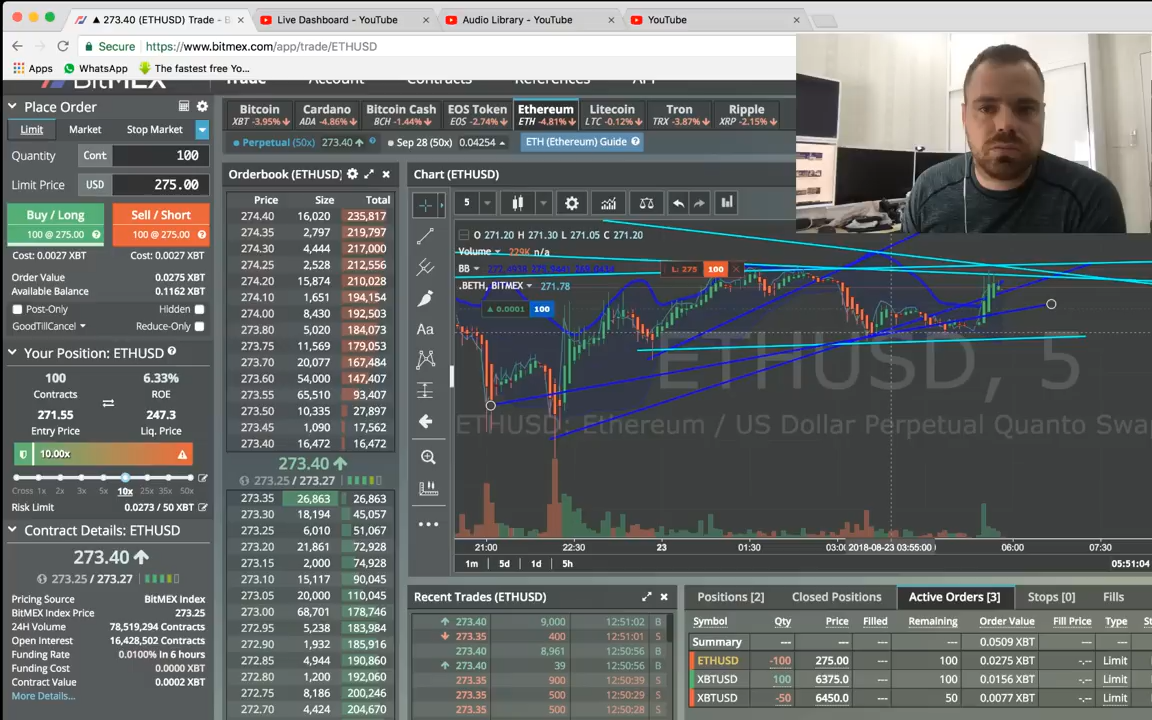 ▲ 273.40 (ETHUSD) Trade - B
Live Dashboard - YouTube
Audio Library - YouTube
YouTube
Secure https://www.bitmex.com/app/trade/ETHUSD
Apps WhatsApp The fastest free Yo...
BitMEX Trade Account Contracts References API
Bitcoin Cardano Bitcoin Cash EOS Token Ethereum Litecoin Tron Ripple
XBT -3.95% ADA -4.86% BCH -1.44% EOS -2.74% ETH -4.81% LTC -0.12% TRX -3.87% XRP -2.15%
Perpetual (50x) 273.40 Sep 28 (50x) 0.04254 ETH (Ethereum) Guide
Place Order
Limit Market Stop Market
Quantity Cont 100
Limit Price USD 275.00
Buy / Long Sell / Short
100 @ 275.00 100 @ 275.00
Cost: 0.0027 XBT Cost: 0.0027 XBT
Order Value 0.0275 XBT
Available Balance 0.1162 XBT
Post-Only Hidden
GoodTillCancel Reduce-Only
Your Position: ETHUSD
100 6.33%
Contracts ROE
271.55 247.3
Entry Price Liq. Price
10.00x
Cross 1x 2x 3x 5x 10x 25x 35x 50x
Risk Limit 0.0273 / 50 XBT
Contract Details: ETHUSD
273.40
273.25 / 273.27
Pricing Source BitMEX Index
BitMEX Index Price 273.25
24H Volume 78,519,294 Contracts
Open Interest 16,428,502 Contracts
Funding Rate 0.0100% in 6 hours
Funding Cost 0.0000 XBT
Contract Value 0.0002 XBT
More Details...
Orderbook (ETHUSD)
Price Size Total
274.40 16,020 235,817
274.35 2,797 219,797
274.30 4,444 217,000
274.25 2,528 212,556
274.20 15,874 210,028
274.10 1,651 194,154
274.00 8,430 192,503
273.80 5,020 184,073
273.75 11,569 179,053
273.70 20,077 167,484
273.60 54,000 147,407
273.55 65,510 93,407
273.50 10,335 27,897
273.45 1,090 17,562
273.40 16,472 16,472
273.40
273.25 / 273.27
273.35 26,863 26,863
273.30 18,194 45,057
273.25 6,010 51,067
273.20 21,861 72,928
273.15 2,000 74,928
273.10 15,117 90,045
273.05 20,000 110,045
273.00 68,701 178,746
272.95 5,238 183,984
272.90 1,932 185,916
272.85 4,944 190,860
272.80 1,200 192,060
272.75 8,186 200,246
272.70 4,424 204,670
Chart (ETHUSD)
5
O 271.20 H 271.30 L 271.05 C 271.20
Volume 229K n/a
BB
.BETH, BITMEX 271.78
L: 275 100
▲ 0.0001 100
Aa
ETHUSD, 5
ETHUSD: Ethereum / US Dollar Perpetual Quanto Swa
21:00 22:30 23 01:30 03:00 2018-08-23 03:55:00 06:00 07:30
1m 5d 1d 5h 05:51:04
Recent Trades (ETHUSD)
273.40 9,000 12:51:02 B
273.35 400 12:51:01 S
273.40 8,961 12:50:56 B
273.40 39 12:50:56 B
273.35 900 12:50:39 S
273.35 500 12:50:29 S
273.35 500 12:50:28 S
Positions [2] Closed Positions Active Orders [3] Stops [0] Fills
Symbol Qty Price Filled Remaining Order Value Fill Price Type St
Summary --- --- --- --- 0.0509 XBT
ETHUSD -100 275.00 --- 100 0.0275 XBT -.-- Limit
XBTUSD 100 6375.0 --- 100 0.0156 XBT -.-- Limit
XBTUSD -50 6450.0 --- 50 0.0077 XBT -.-- Limit